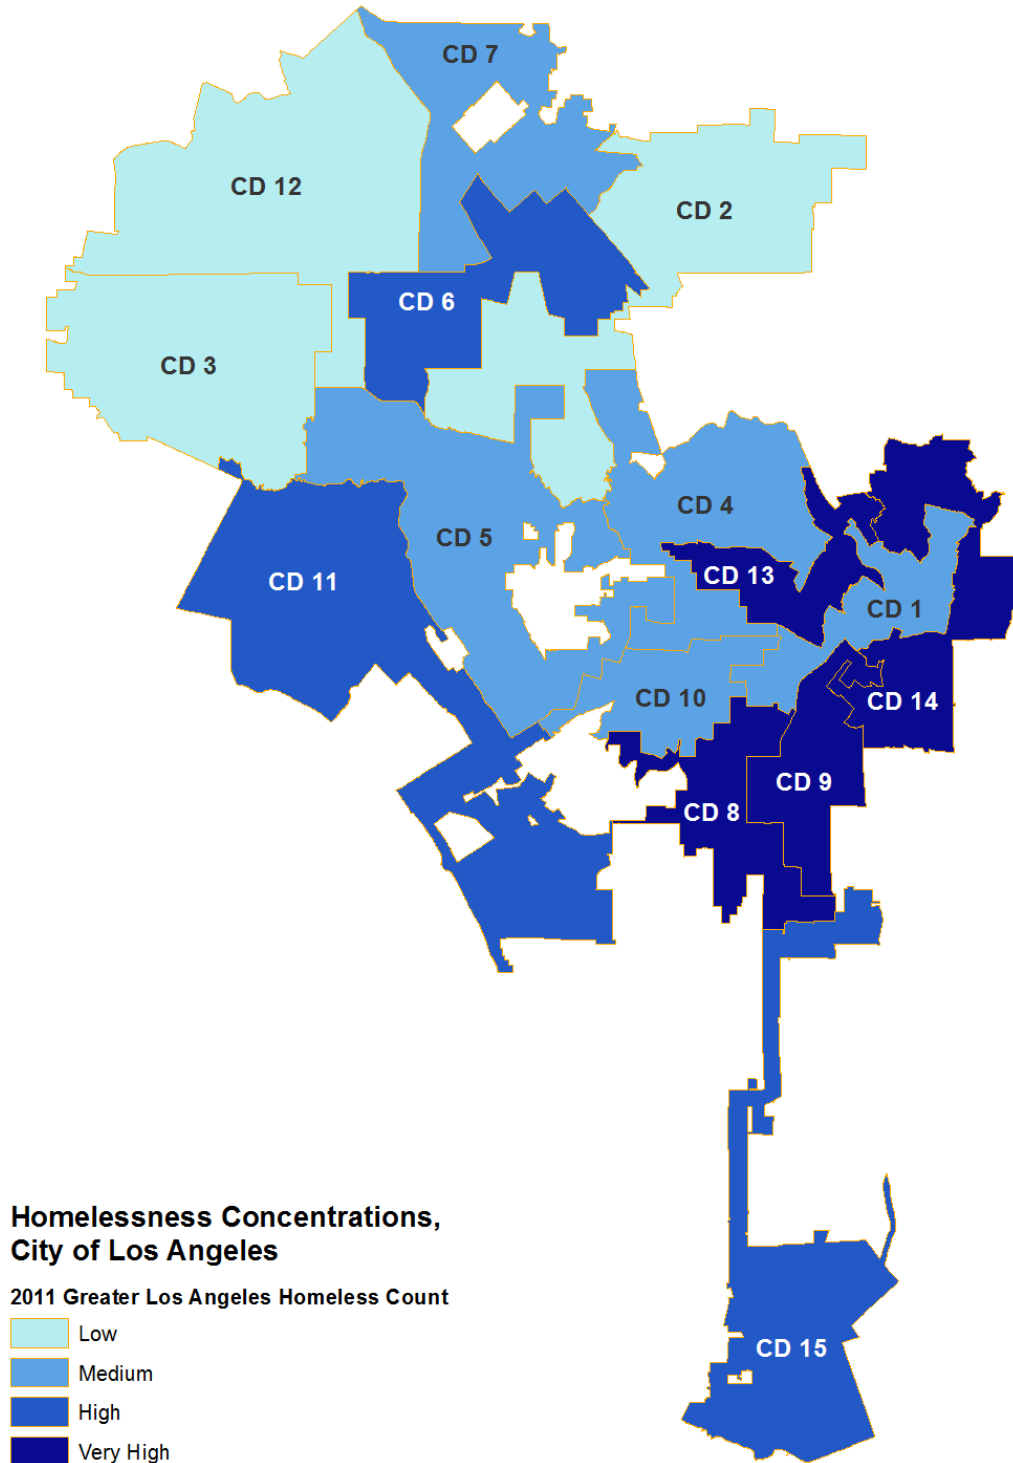 CD 7
CD 12
CD 2
CD 6
CD 3
CD 4
CD 5
CD 13
CD 11
CD 1
CD 10
CD 14
CD 9
CD 8
CD 15
Homelessness Concentrations,
City of Los Angeles
2011 Greater Los Angeles Homeless Count
Low
Medium
High
Very High